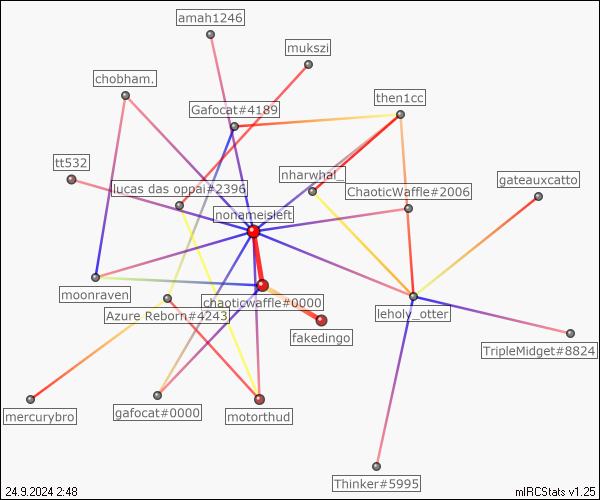 amah1246
mukszi
chobham.
then1cc
Gafocat#4189
tt532
nharwhal_
gateauxcatto
lucas das oppai#2396
ChaoticWaffle#2006
nonameisleft
moonraven
chaoticwaffle#0000
leholy_otter
Azure Reborn#4243
fakedingo
TripleMidget#8824
mercurybro
gafocat#0000
motorthud
Thinker#5995
24.9.2024 2:48
mIRCStats v1.25